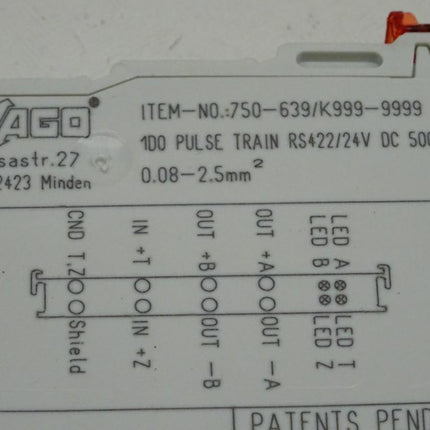 WAGO®
ITEM-NO.:750-639/K999-9999
1DO PULSE TRAIN RS422/24V DC 500
sastr.27
2423 Minden
0.08-2.5mm²
GND T,Z
IN +T
OUT +B
OUT +A
LED B
LED A
Shield
IN +Z
OUT -B
OUT -A
LED Z
LED T
PATENTS PEND